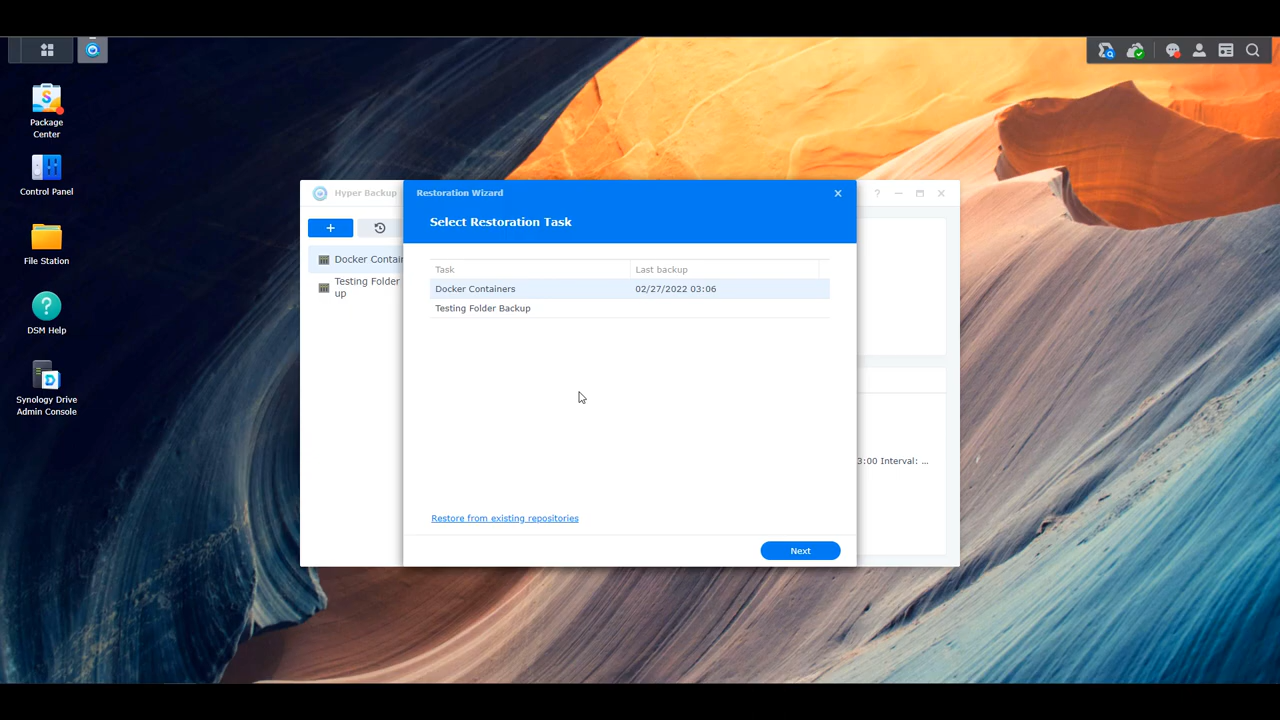 Package
Center
Control Panel
File Station
DSM Help
Synology Drive
Admin Console
Hyper Backup
Docker Contain
Testing Folder
up
Restoration Wizard
Select Restoration Task
Task Last backup
Docker Containers 02/27/2022 03:06
Testing Folder Backup
Restore from existing repositories
Next
3:00 Interval: ...